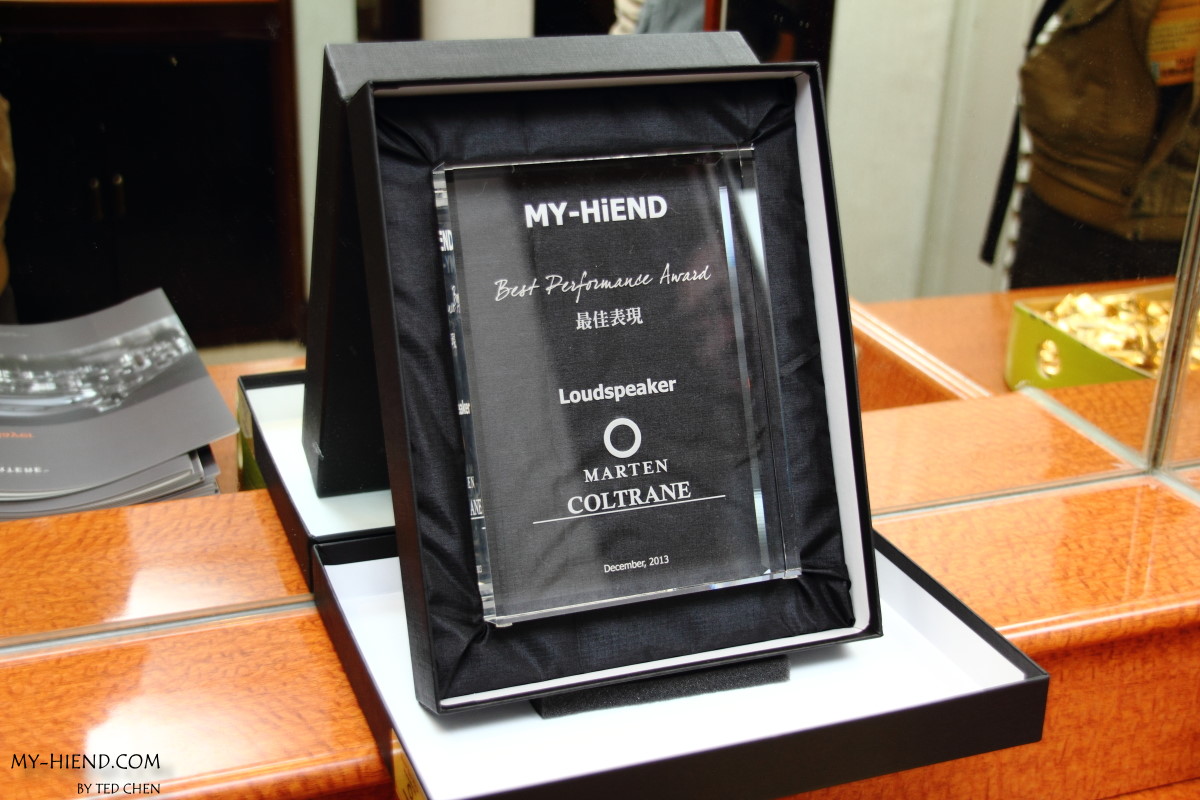 MY-HiEND
Best Performance Award
最佳表現
Loudspeaker
MARTEN
COLTRANE
December, 2013
MY-HIEND.COM
BY TED CHEN